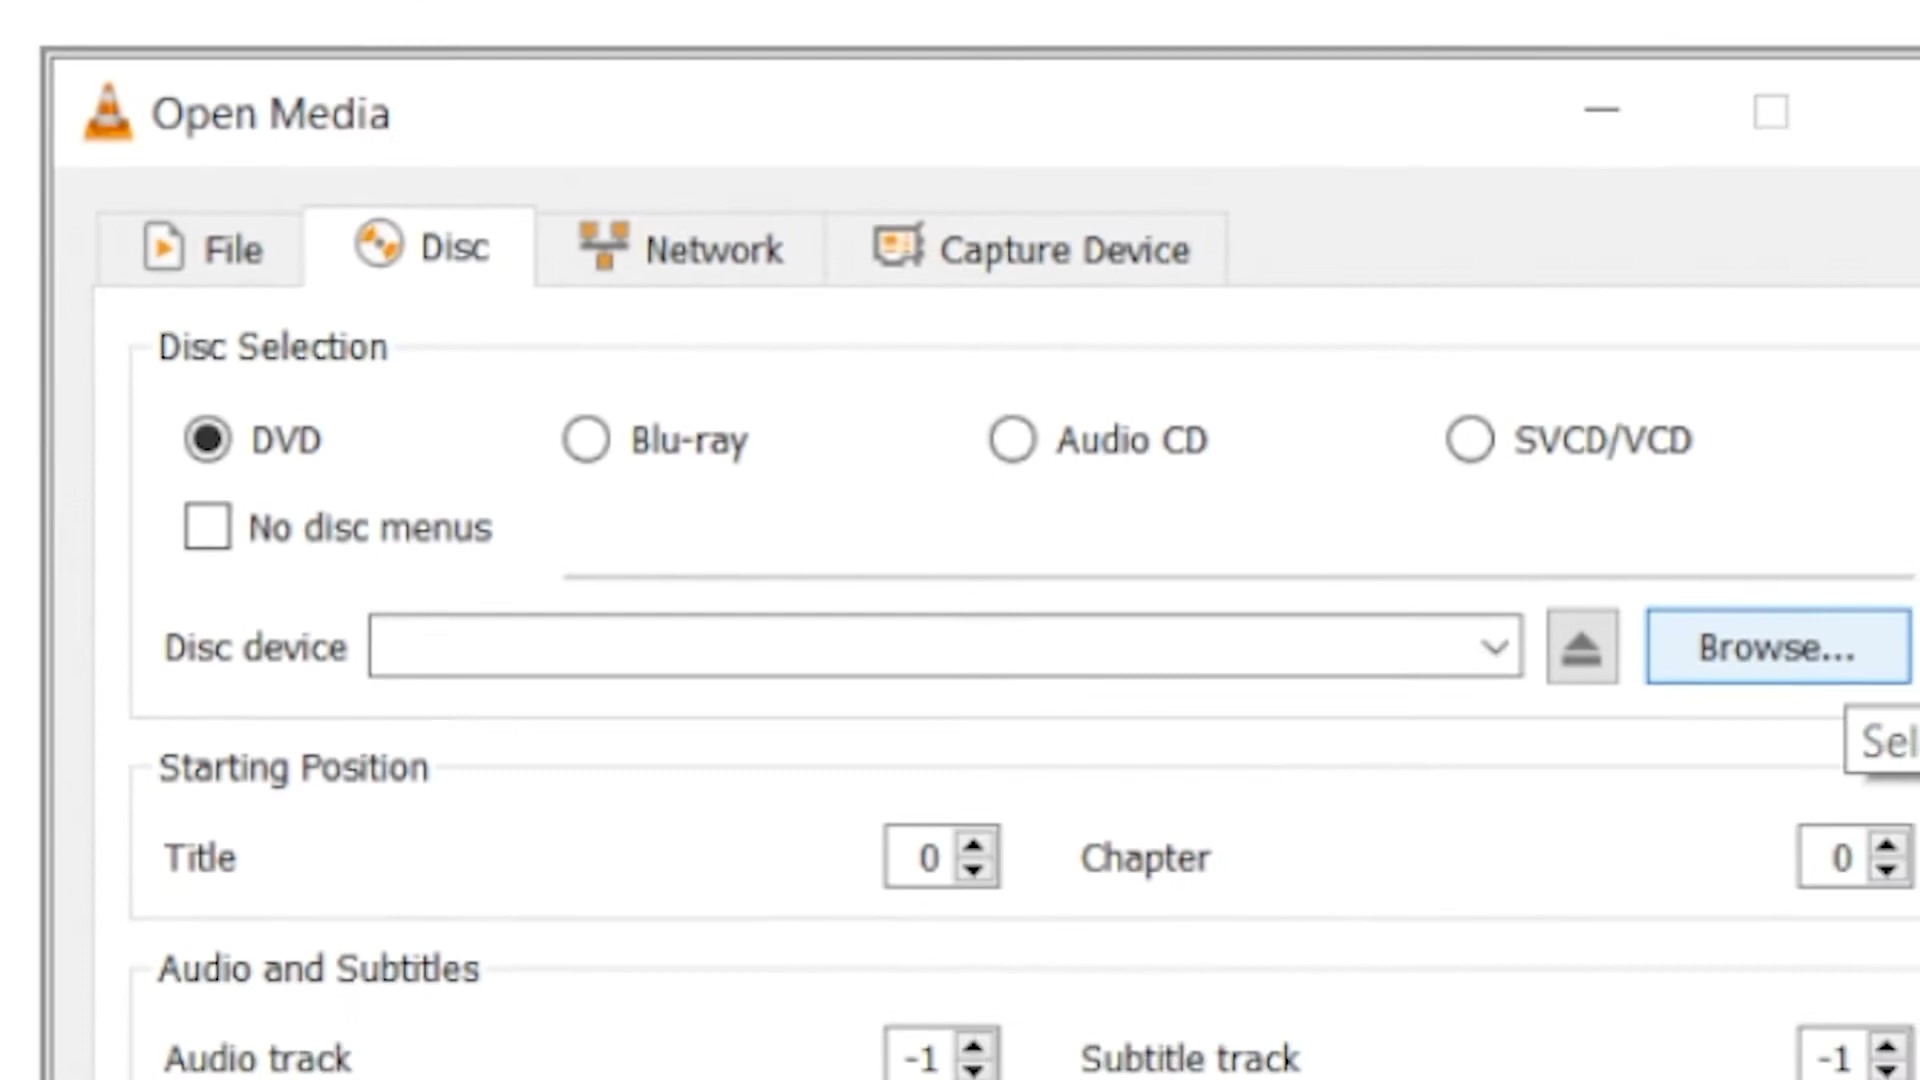 Open Media
File Disc Network Capture Device
Disc Selection
DVD Blu-ray Audio CD SVCD/VCD
No disc menus
Disc device Browse...
Sel
Starting Position
Title 0 Chapter 0
Audio and Subtitles
Audio track -1 Subtitle track -1